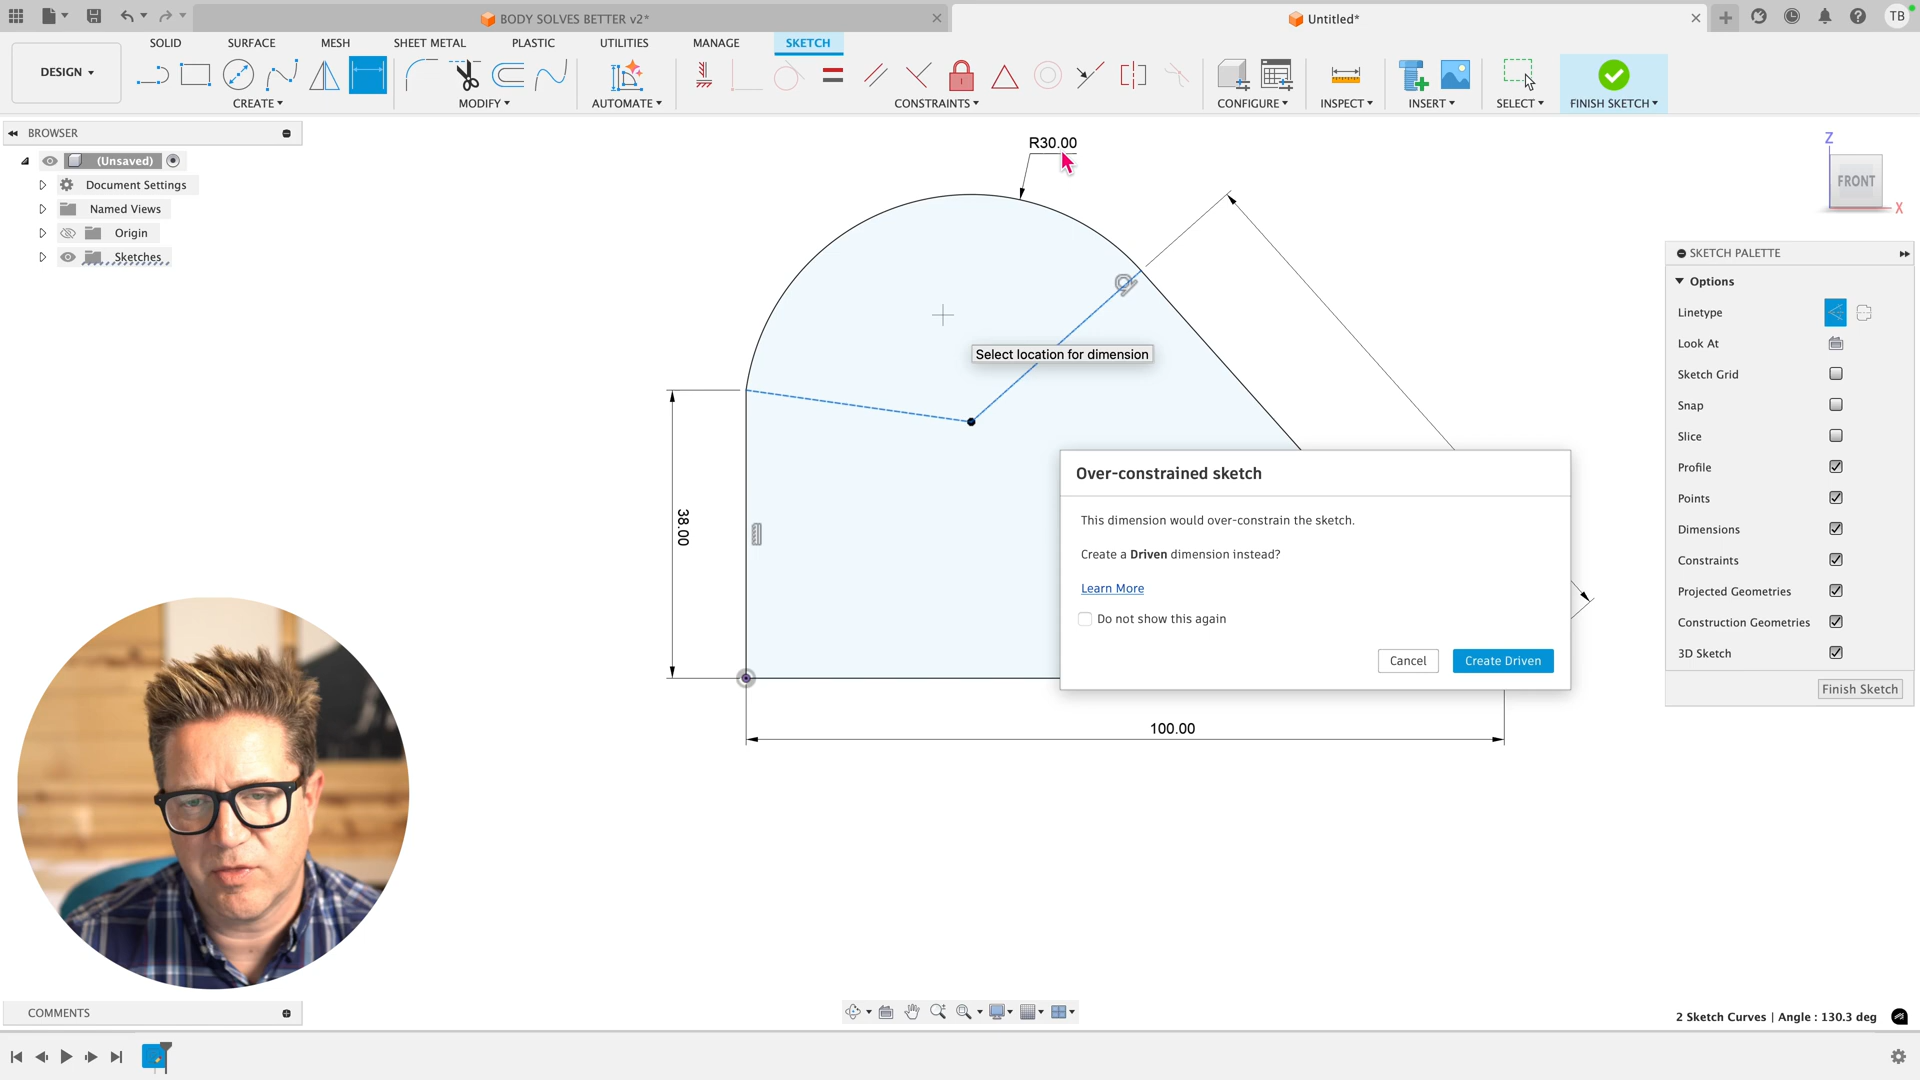 BODY SOLVES BETTER v2*
Untitled*
TB
DESIGN
SOLID
SURFACE
MESH
SHEET METAL
PLASTIC
UTILITIES
MANAGE
SKETCH
CREATE
MODIFY
AUTOMATE
CONSTRAINTS
CONFIGURE
INSPECT
INSERT
SELECT
FINISH SKETCH
BROWSER
(Unsaved)
Document Settings
Named Views
Origin
Sketches
R30.00
Z
FRONT
X
Select location for dimension
38.00
100.00
Over-constrained sketch
This dimension would over-constrain the sketch.
Create a Driven dimension instead?
Learn More
Do not show this again
Cancel
Create Driven
SKETCH PALETTE
Options
Linetype
Look At
Sketch Grid
Snap
Slice
Profile
Points
Dimensions
Constraints
Projected Geometries
Construction Geometries
3D Sketch
Finish Sketch
COMMENTS
2 Sketch Curves | Angle : 130.3 deg